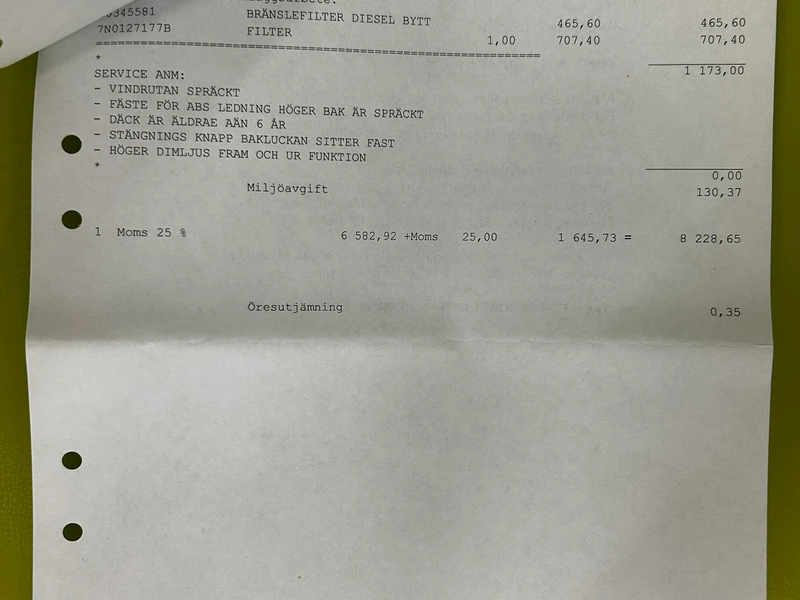 BRÄNSLEFILTER DIESEL BYTT 465,60 465,60
7N0127177B FILTER 1,00 707,40 707,40
================================================================
*
1 173,00
SERVICE ANM:
- VINDRUTAN SPRÄCKT
- FÄSTE FÖR ABS LEDNING HÖGER BAK ÄR SPRÄCKT
- DÄCK ÄR ÄLDRAE AÄN 6 ÅR
- STÄNGNINGS KNAPP BAKLUCKAN SITTER FAST
- HÖGER DIMLJUS FRAM OCH UR FUNKTION
*
0,00
Miljöavgift 130,37
1 Moms 25 % 6 582,92 +Moms 25,00 1 645,73 = 8 228,65
Öresutjämning 0,35